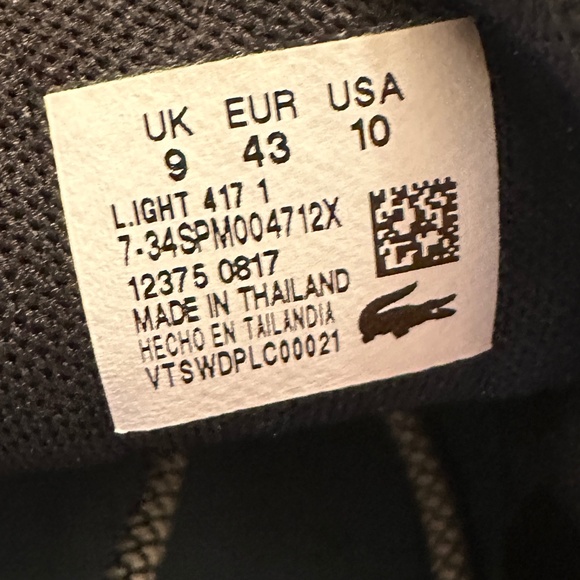 UK EUR USA
9 43 10
L.IGHT 417 1
7-34SPM004712X
12375 0817
MADE IN THAILAND
HECHO EN TAILANDIA
VTSWDPLC00021